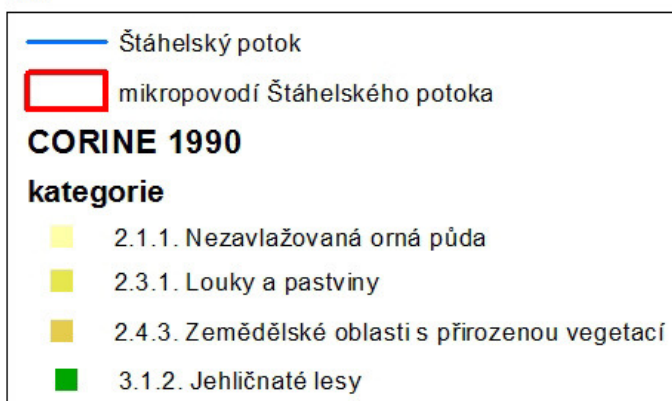 Štáhelský potok
mikropovodí Štáhelského potoka
CORINE 1990
kategorie
2.1.1. Nezavlažovaná orná půda
2.3.1. Louky a pastviny
2.4.3. Zemědělské oblasti s přirozenou vegetací
3.1.2. Jehličnaté lesy